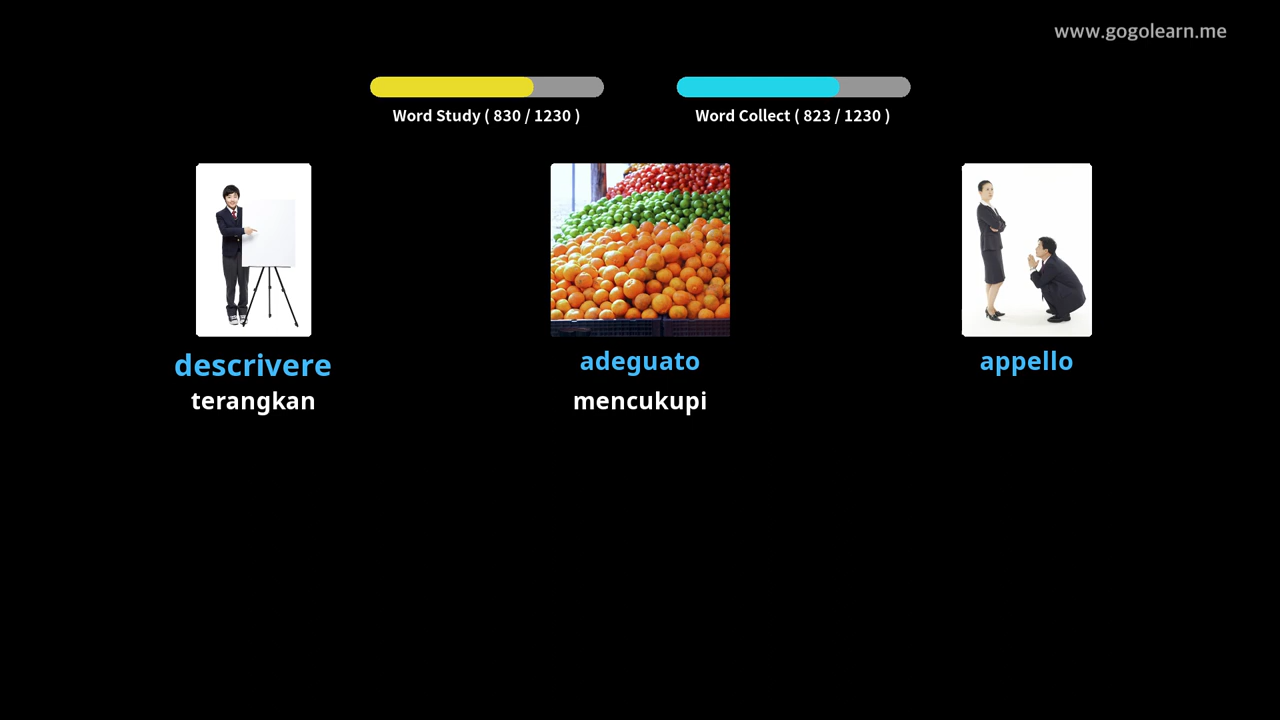 www.gogolearn.me
Word Study ( 830 / 1230 )
Word Collect ( 823 / 1230 )
descrivere
terangkan
adeguato
mencukupi
appello